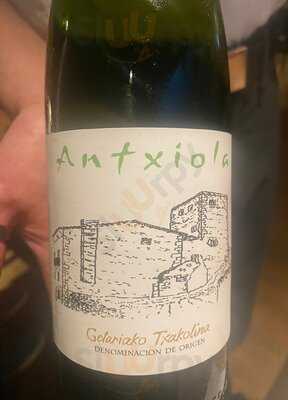 Antxiola
Getariako Txakolina
DENOMINACIÓN DE ORIGEN